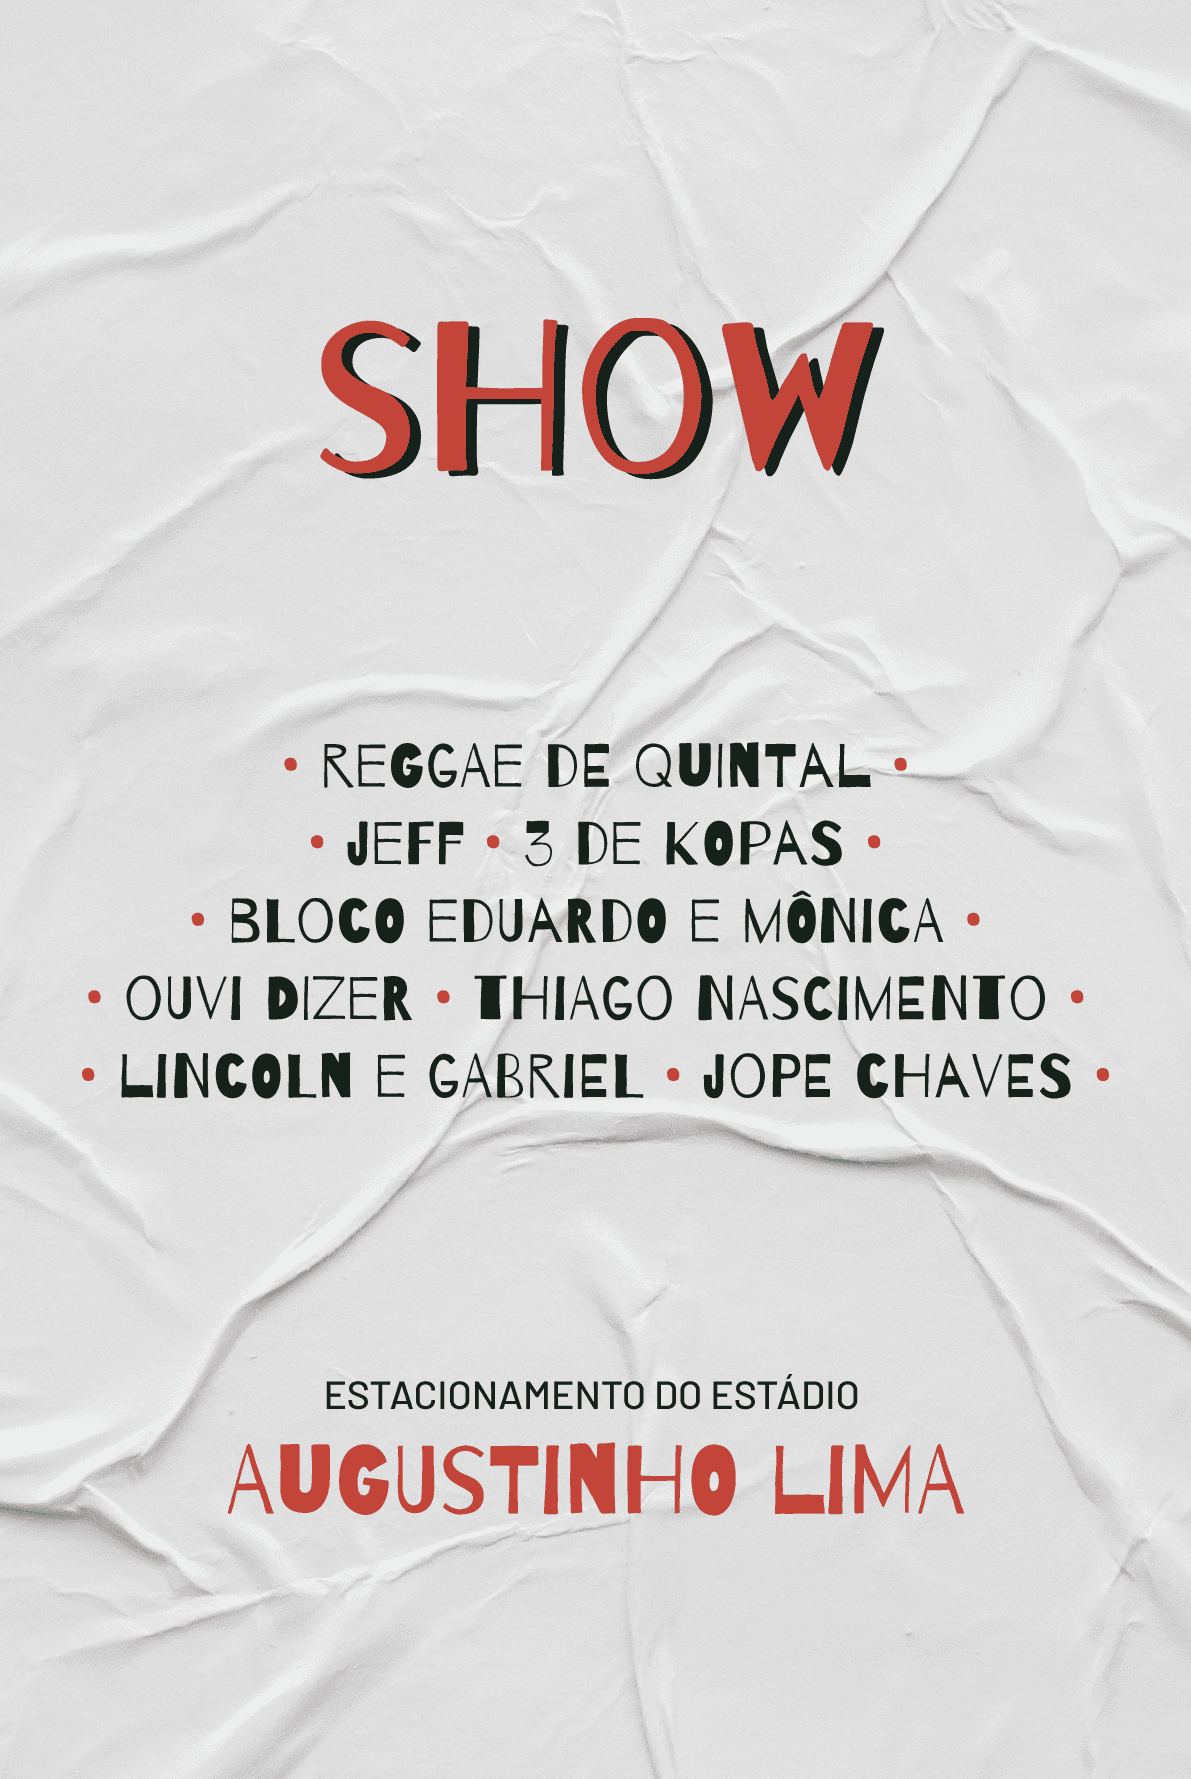 SHOW
• REGGAE DE QUINTAL •
• JEFF • 3 DE KOPAS •
• BLOCO EDUARDO E MÔNICA •
• OUVI DIZER • THIAGO NASCIMENTO •
• LINCOLN E GABRIEL • JOPE CHAVES •
ESTACIONAMENTO DO ESTÁDIO
AUGUSTINHO LIMA